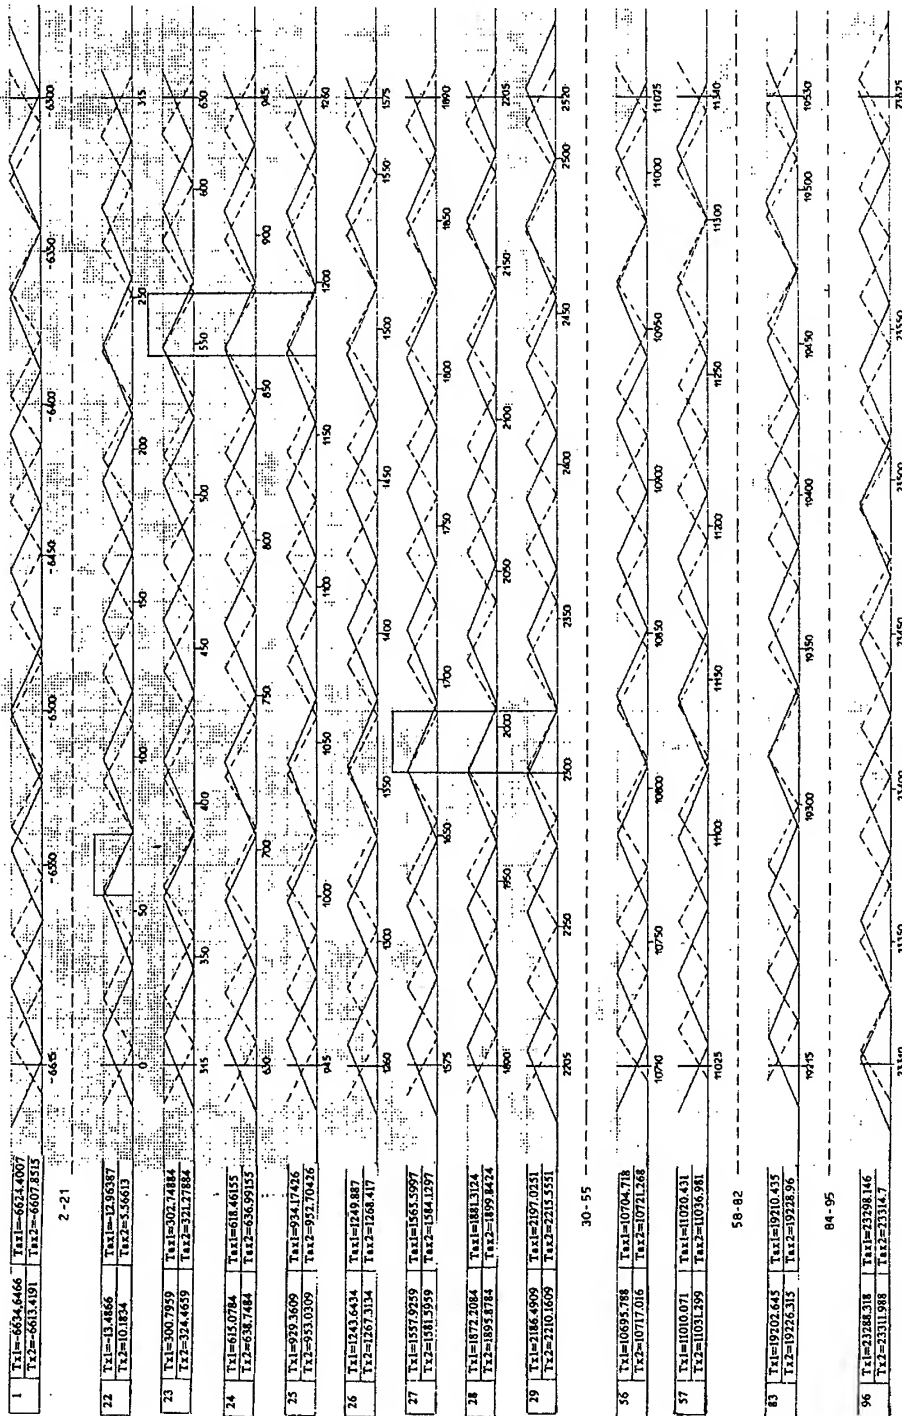 1 Tx1=-6634.6466 Tax1=-6624.4007
Tx2=-6613.4191 Tax2=-6607.8515
-6615 -6550 -6500 -6450 -6400 -6350 -6300
2 -21
22 Tx1=-13.4866 Tax1=-12.96387
Tx2=10.1834 Tax2=5.56613
0 50 100 150 200 250 315
23 Tx1=300.7959 Tax1=302.74884
Tx2=324.4659 Tax2=321.27884
315 350 400 450 500 550 600 630
24 Tx1=615.0784 Tax1=618.46155
Tx2=638.7484 Tax2=636.99155
630 700 750 800 850 900 945
25 Tx1=929.3609 Tax1=934.17426
Tx2=953.0309 Tax2=952.70426
945 1000 1050 1100 1150 1200 1260
26 Tx1=1243.6434 Tax1=1249.887
Tx2=1267.3134 Tax2=1268.417
1260 1300 1350 1400 1450 1500 1550 1575
27 Tx1=1557.9259 Tax1=1565.5997
Tx2=1581.5959 Tax2=1584.1297
1575 1650 1700 1750 1800 1850 1890
28 Tx1=1872.2084 Tax1=1881.3124
Tx2=1895.8784 Tax2=1899.8424
1890 1950 2000 2050 2100 2150 2205
29 Tx1=2186.4909 Tax1=2197.0251
Tx2=2210.1609 Tax2=2215.5551
2205 2250 2300 2350 2400 2450 2500 2520
30-55
56 Tx1=10695.788 Tax1=10704.718
Tx2=10717.016 Tax2=10721.268
10710 10750 10800 10850 10900 10950 11000 11025
57 Tx1=11010.071 Tax1=11020.431
Tx2=11031.299 Tax2=11036.981
11025 11100 11150 11200 11250 11300 11340
58-82
83 Tx1=19202.645 Tax1=19210.435
Tx2=19226.315 Tax2=19228.96
19215 19300 19350 19400 19450 19500 19530
84-95
96 Tx1=23288.318 Tax1=23298.146
Tx2=23311.988 Tax2=23314.7
23310 23350 23400 23450 23500 23550 23625